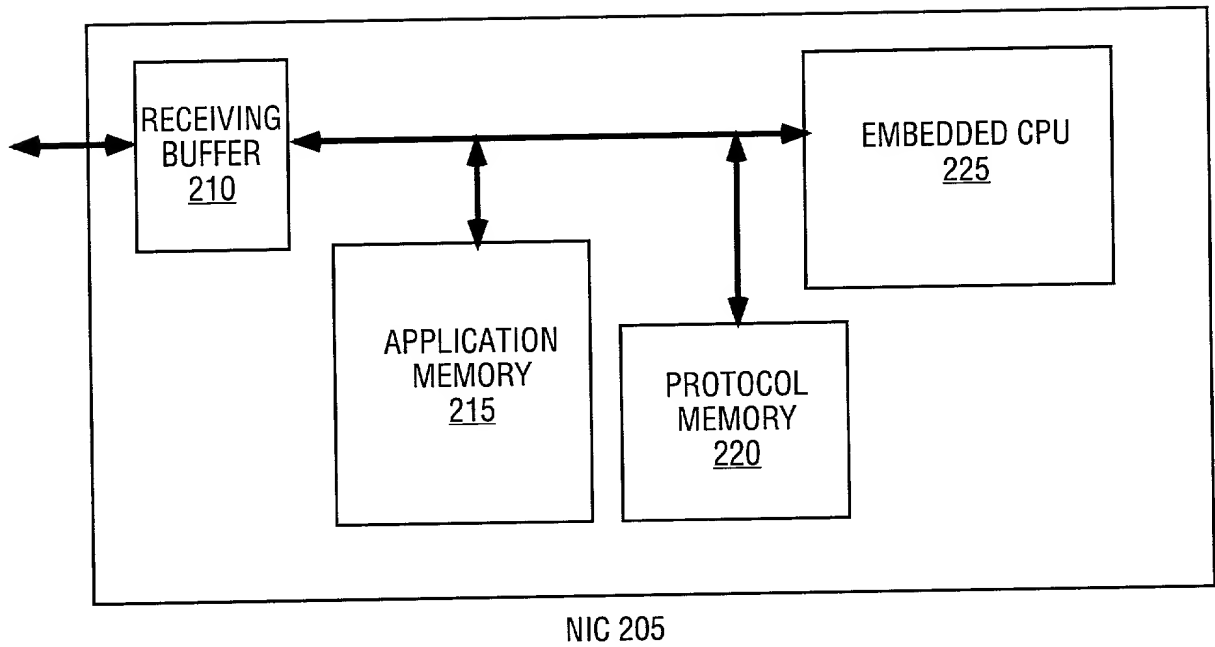 RECEIVING
BUFFER
210
EMBEDDED CPU
225
APPLICATION
MEMORY
215
PROTOCOL
MEMORY
220
NIC 205